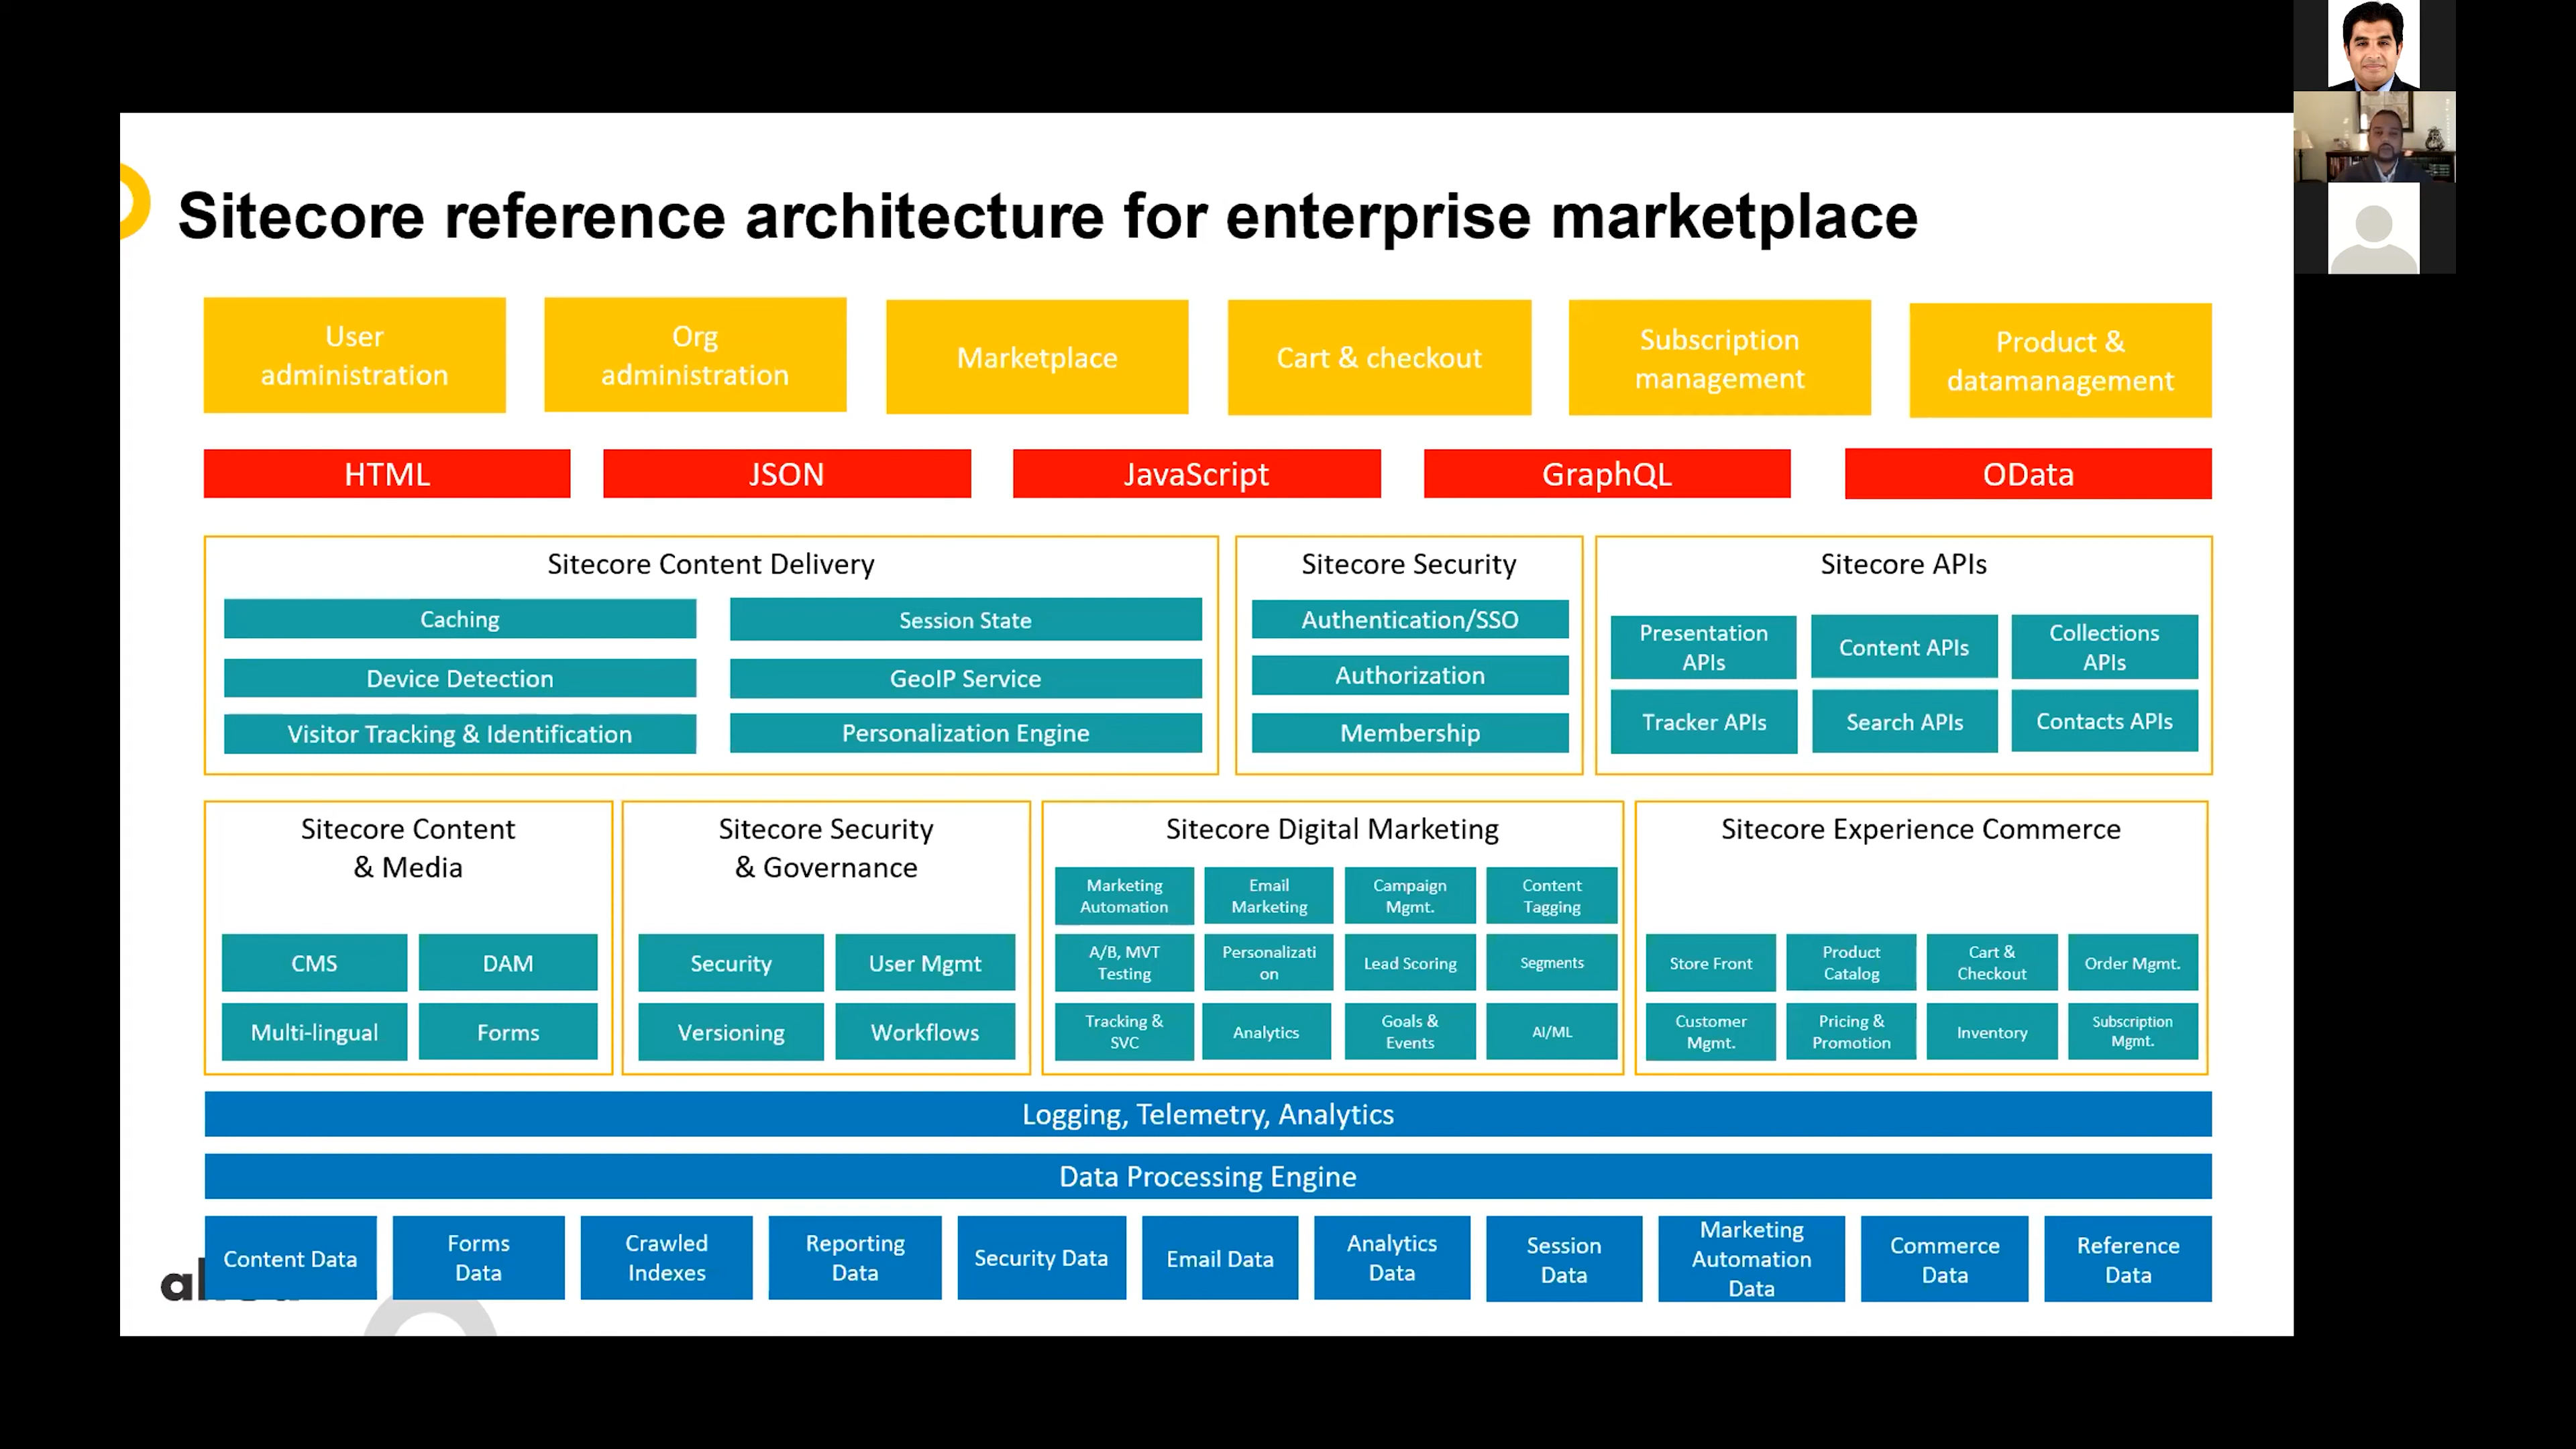 Sitecore reference architecture for enterprise marketplace
User
administration
Org
administration
Marketplace
Cart & checkout
Subscription
management
Product &
datamanagement
HTML
JSON
JavaScript
GraphQL
OData
Sitecore Content Delivery
Caching
Session State
Device Detection
GeoIP Service
Visitor Tracking & Identification
Personalization Engine
Sitecore Security
Authentication/SSO
Authorization
Membership
Sitecore APIs
Presentation
APIs
Content APIs
Collections
APIs
Tracker APIs
Search APIs
Contacts APIs
Sitecore Content
& Media
CMS
DAM
Multi-lingual
Forms
Sitecore Security
& Governance
Security
User Mgmt
Versioning
Workflows
Sitecore Digital Marketing
Marketing
Automation
Email
Marketing
Campaign
Mgmt.
Content
Tagging
A/B, MVT
Testing
Personalizati
on
Lead Scoring
Segments
Tracking &
SVC
Analytics
Goals &
Events
AI/ML
Sitecore Experience Commerce
Store Front
Product
Catalog
Cart &
Checkout
Order Mgmt.
Customer
Mgmt.
Pricing &
Promotion
Inventory
Subscription
Mgmt.
Logging, Telemetry, Analytics
Data Processing Engine
Content Data
Forms
Data
Crawled
Indexes
Reporting
Data
Security Data
Email Data
Analytics
Data
Session
Data
Marketing
Automation
Data
Commerce
Data
Reference
Data